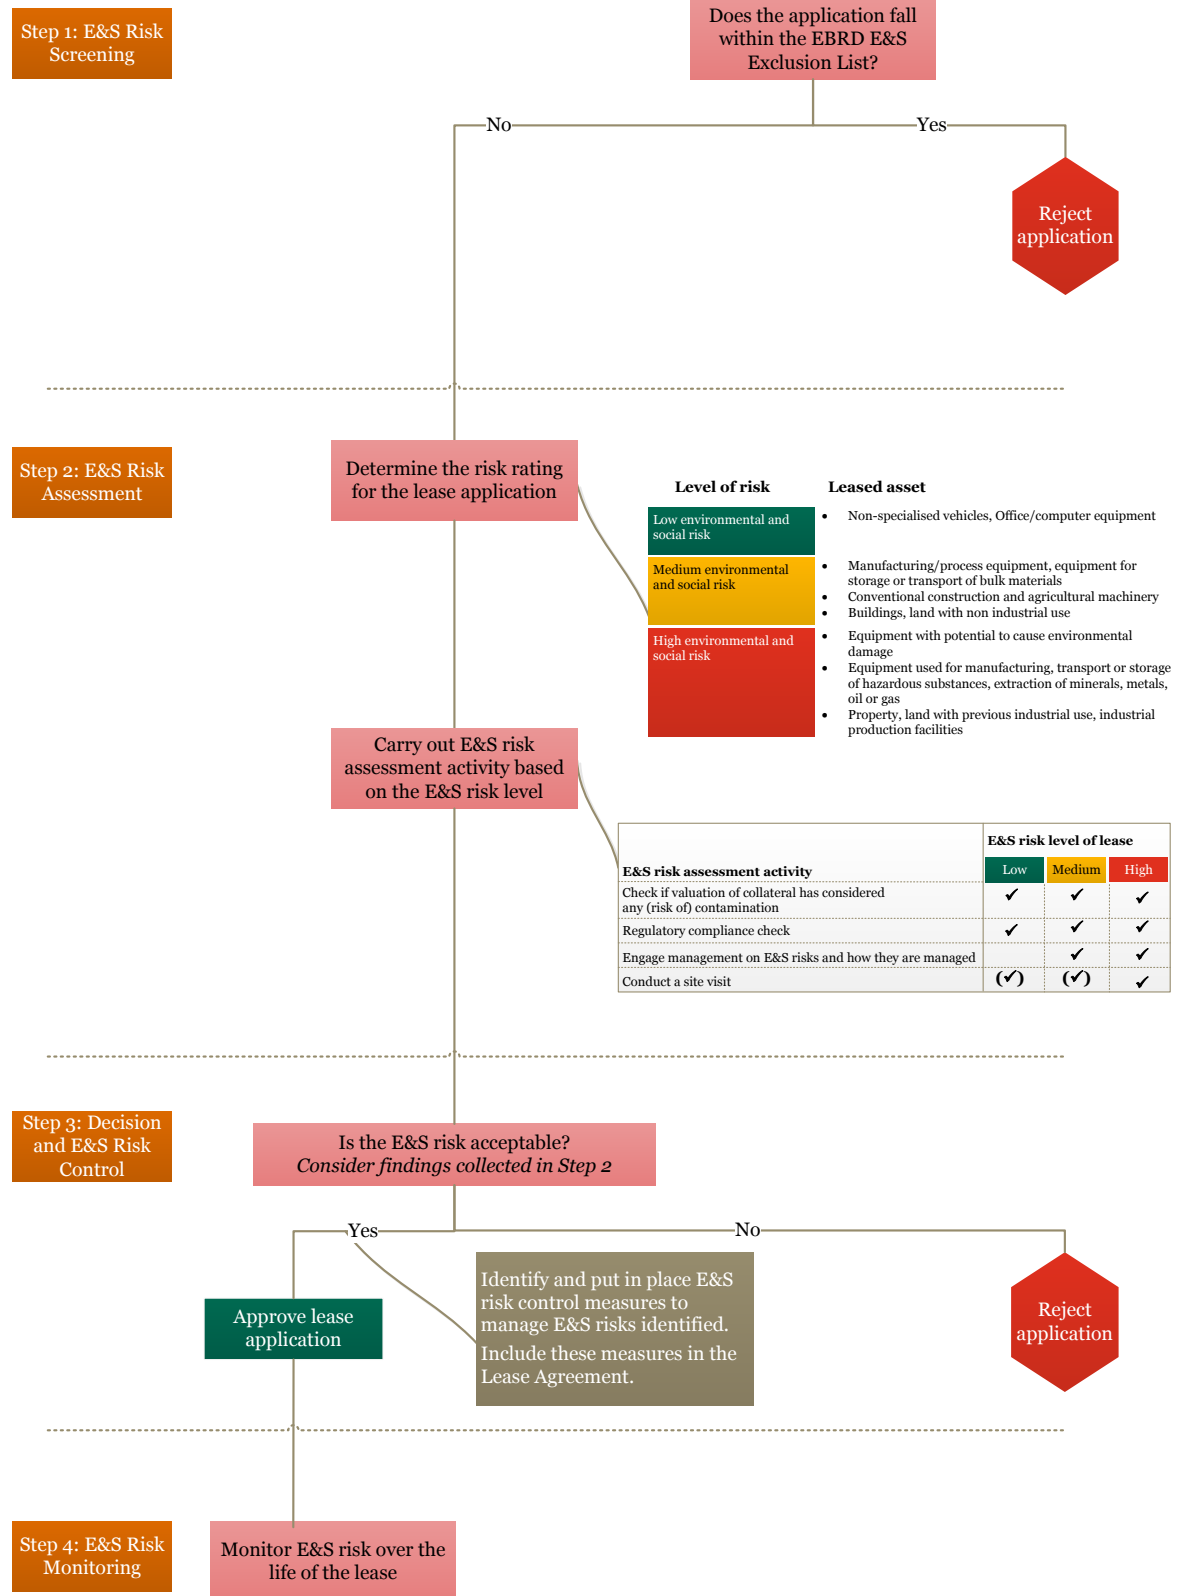 Step 1: E&S Risk
Screening
Does the application fall
within the EBRD E&S
Exclusion List?
No
Yes
Reject
application
Step 2: E&S Risk
Assessment
Determine the risk rating
for the lease application
Level of risk
Leased asset
Low environmental and
social risk
• Non-specialised vehicles, Office/computer equipment
Medium environmental
and social risk
• Manufacturing/process equipment, equipment for
storage or transport of bulk materials
• Conventional construction and agricultural machinery
• Buildings, land with non industrial use
High environmental and
social risk
• Equipment with potential to cause environmental
damage
• Equipment used for manufacturing, transport or storage
of hazardous substances, extraction of minerals, metals,
oil or gas
• Property, land with previous industrial use, industrial
production facilities
Carry out E&S risk
assessment activity based
on the E&S risk level
E&S risk level of lease
E&S risk assessment activity
Low Medium High
Check if valuation of collateral has considered
any (risk of) contamination
✓ ✓ ✓
Regulatory compliance check ✓ ✓ ✓
Engage management on E&S risks and how they are managed ✓ ✓
Conduct a site visit (✓) (✓) ✓
Step 3: Decision
and E&S Risk
Control
Is the E&S risk acceptable?
Consider findings collected in Step 2
Yes
No
Identify and put in place E&S
risk control measures to
manage E&S risks identified.
Include these measures in the
Lease Agreement.
Approve lease
application
Reject
application
Step 4: E&S Risk
Monitoring
Monitor E&S risk over the
life of the lease